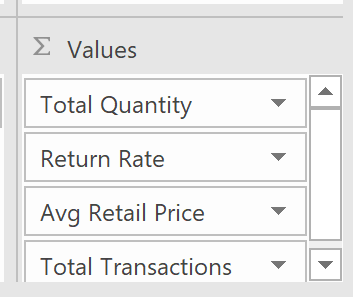 Σ Values
Total Quantity
Return Rate
Avg Retail Price
Total Transactions